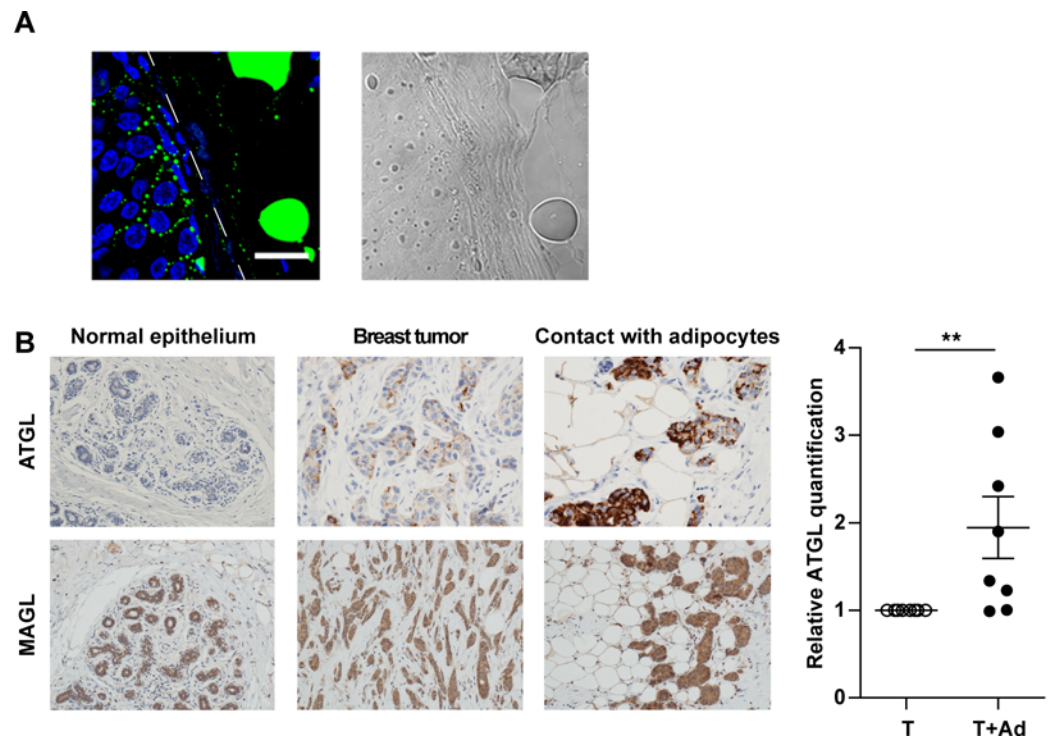 A
B
Normal epithelium
Breast tumor
Contact with adipocytes
ATGL
MAGL
**
Relative ATGL quantification
4
3
2
1
0
T
T+Ad